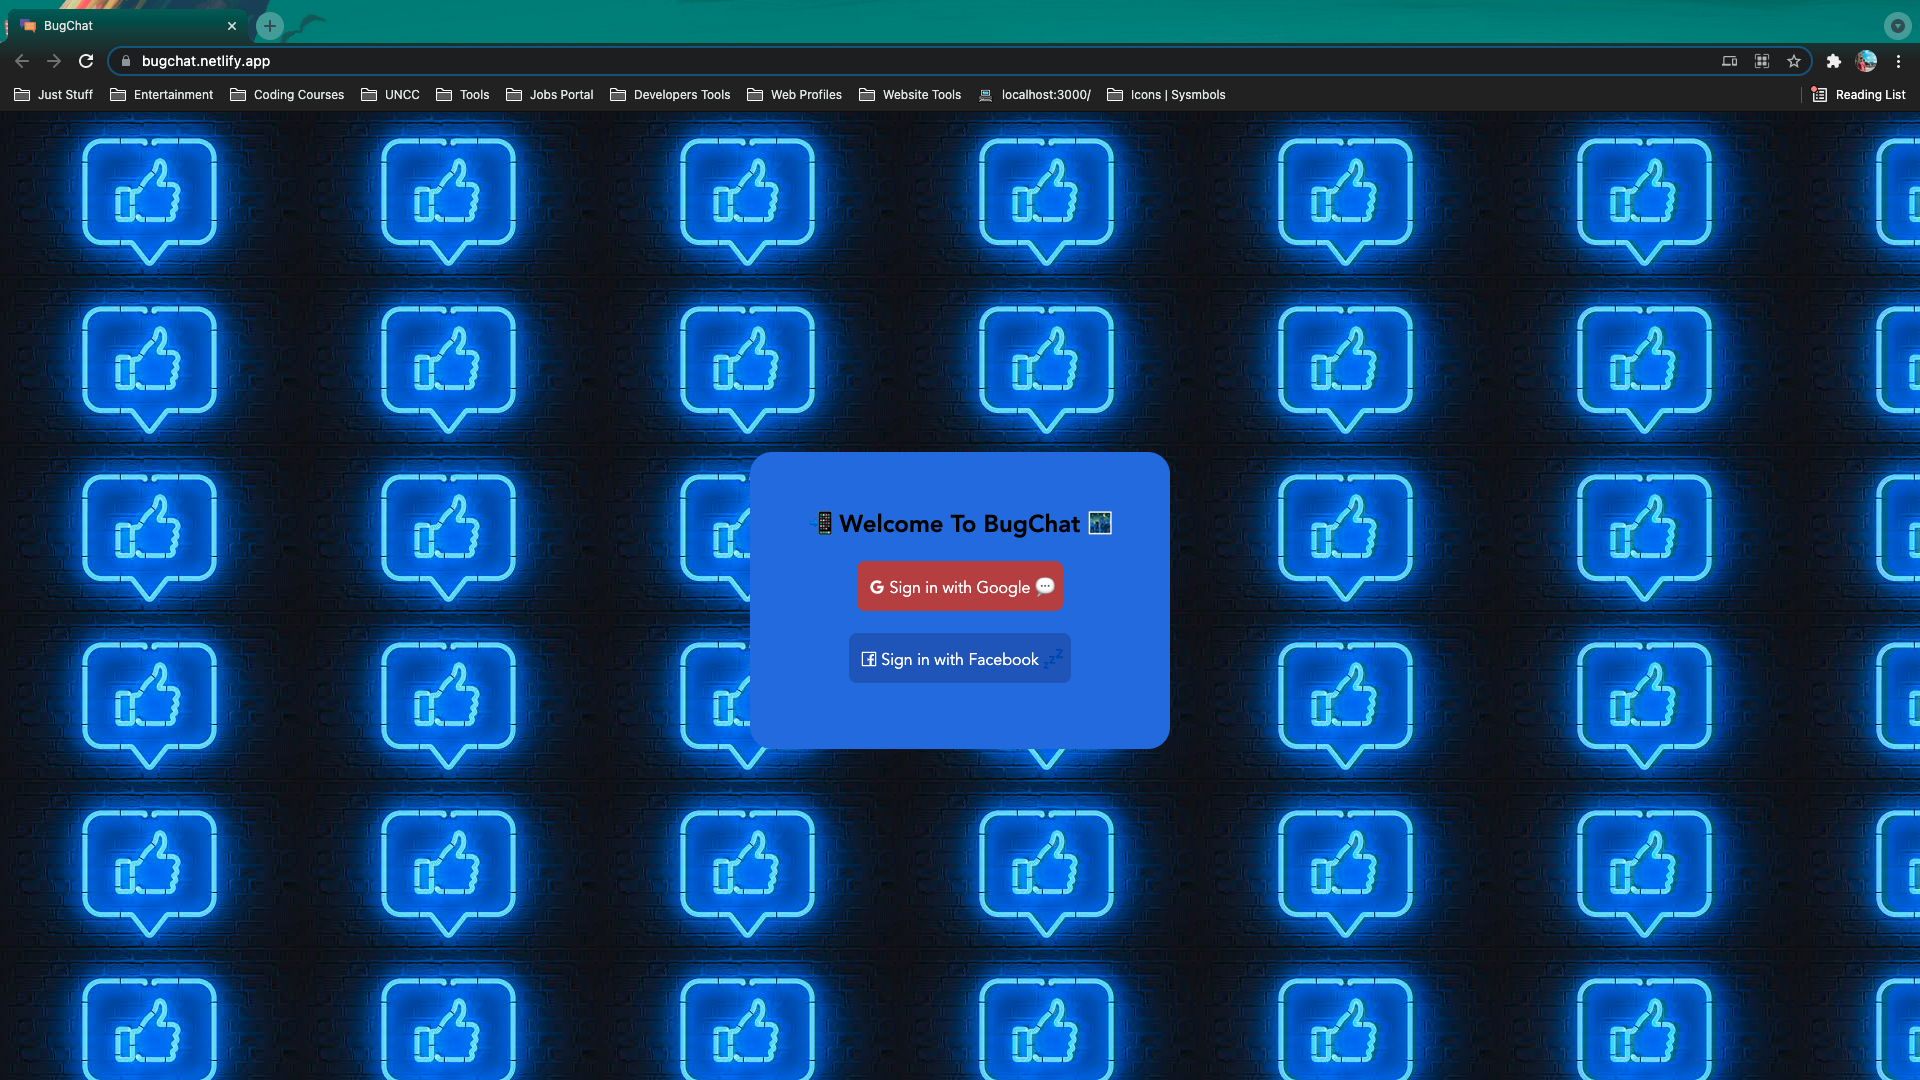 BugChat
bugchat.netlify.app
Just Stuff Entertainment Coding Courses UNCC Tools Jobs Portal Developers Tools Web Profiles Website Tools localhost:3000/ Icons | Sysmbols Reading List
Welcome To BugChat
G Sign in with Google
Sign in with Facebook